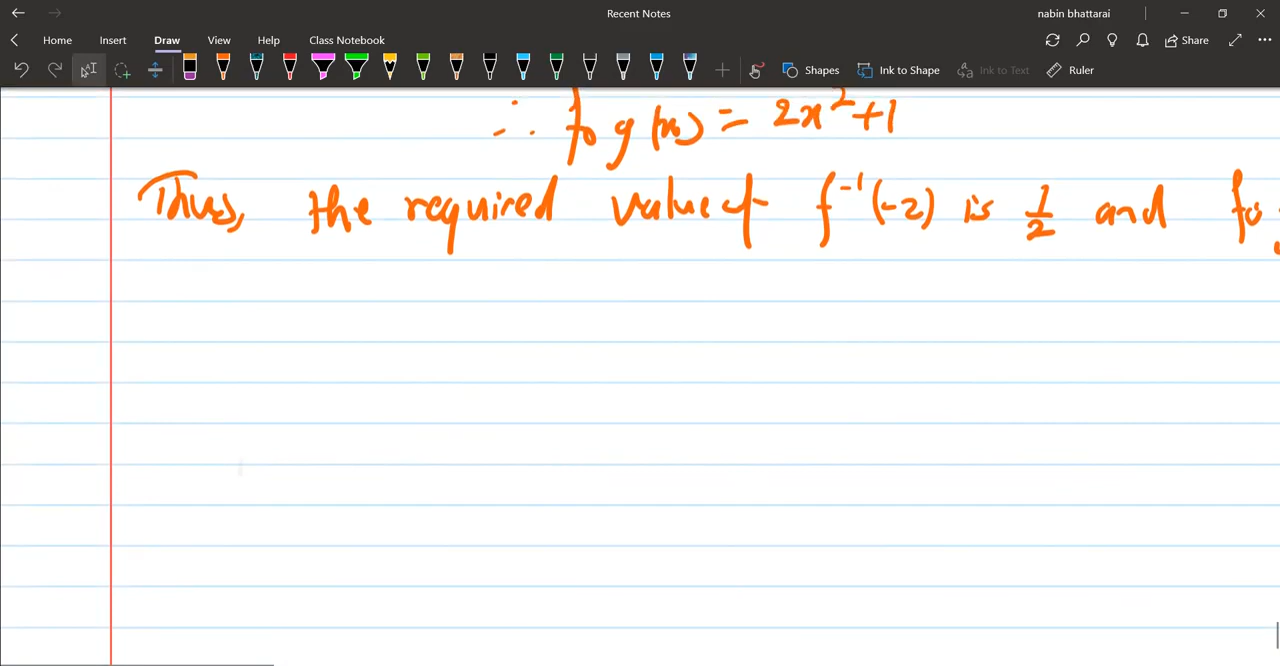 Recent Notes
nabin bhattarai
Home Insert Draw View Help Class Notebook
Share
Shapes Ink to Shape Ink to Text Ruler
∴ fog(x) = 2x²+1
Thus, the required value of f⁻¹(-2) is 1/2 and fo